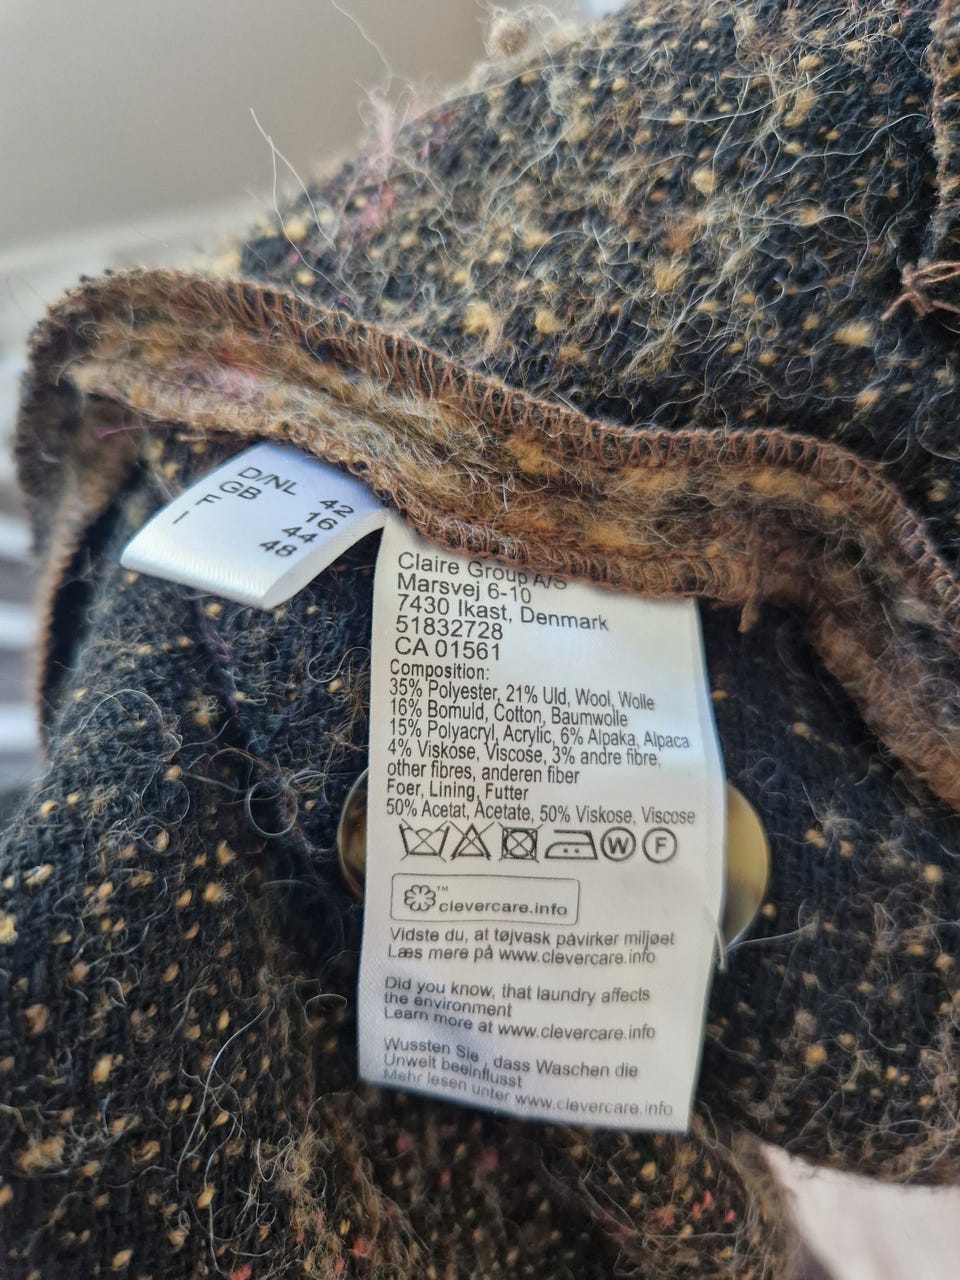 D/NL 42
GB 16
F 44
I 48
Claire Group A/S
Marsvej 6-10
7430 Ikast, Denmark
51832728
CA 01561
Composition:
35% Polyester, 21% Uld, Wool, Wolle
16% Bomuld, Cotton, Baumwolle
15% Polyacryl, Acrylic, 6% Alpaka, Alpaca
4% Viskose, Viscose, 3% andre fibre,
other fibres, anderen fiber
Foer, Lining, Futter
50% Acetat, Acetate, 50% Viskose, Viscose
W F
™
clevercare.info
Vidste du, at tøjvask påvirker miljøet
Læs mere på www.clevercare.info
Did you know, that laundry affects
the environment
Learn more at www.clevercare.info
Wussten Sie dass Waschen die
Unwelt beeinflusst
Mehr lesen unter www.clevercare.info